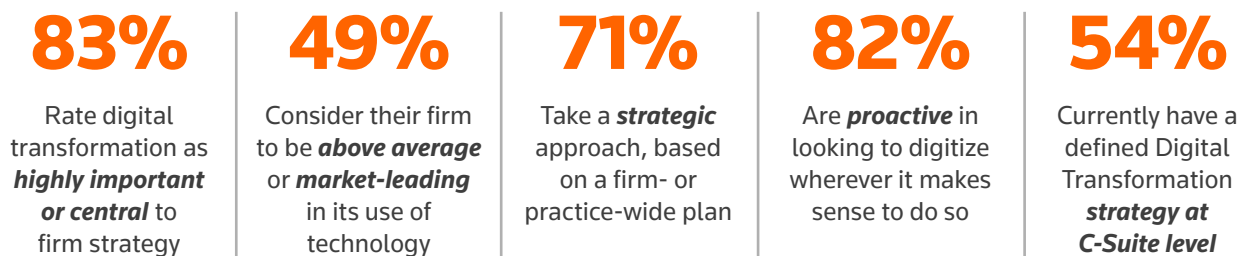 83%
Rate digital
transformation as
highly important
or central to
firm strategy
49%
Consider their firm
to be above average
or market-leading
in its use of
technology
71%
Take a strategic
approach, based
on a firm- or
practice-wide plan
82%
Are proactive in
looking to digitize
wherever it makes
sense to do so
54%
Currently have a
defined Digital
Transformation
strategy at
C-Suite level